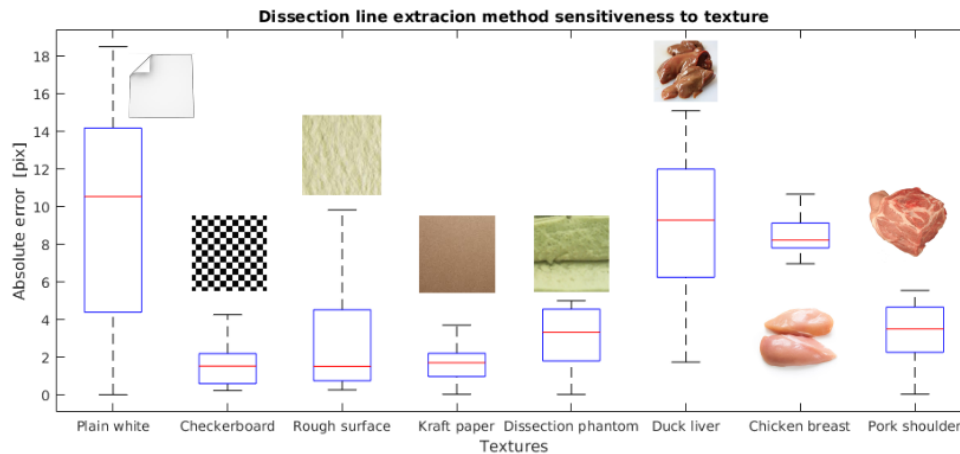 Dissection line extracion method sensitiveness to texture
Absolute error [pix]
18
16
14
12
10
8
6
4
2
0
Plain white Checkerboard Rough surface Kraft paper Dissection phantom Duck liver Chicken breast Pork shoulder
Textures